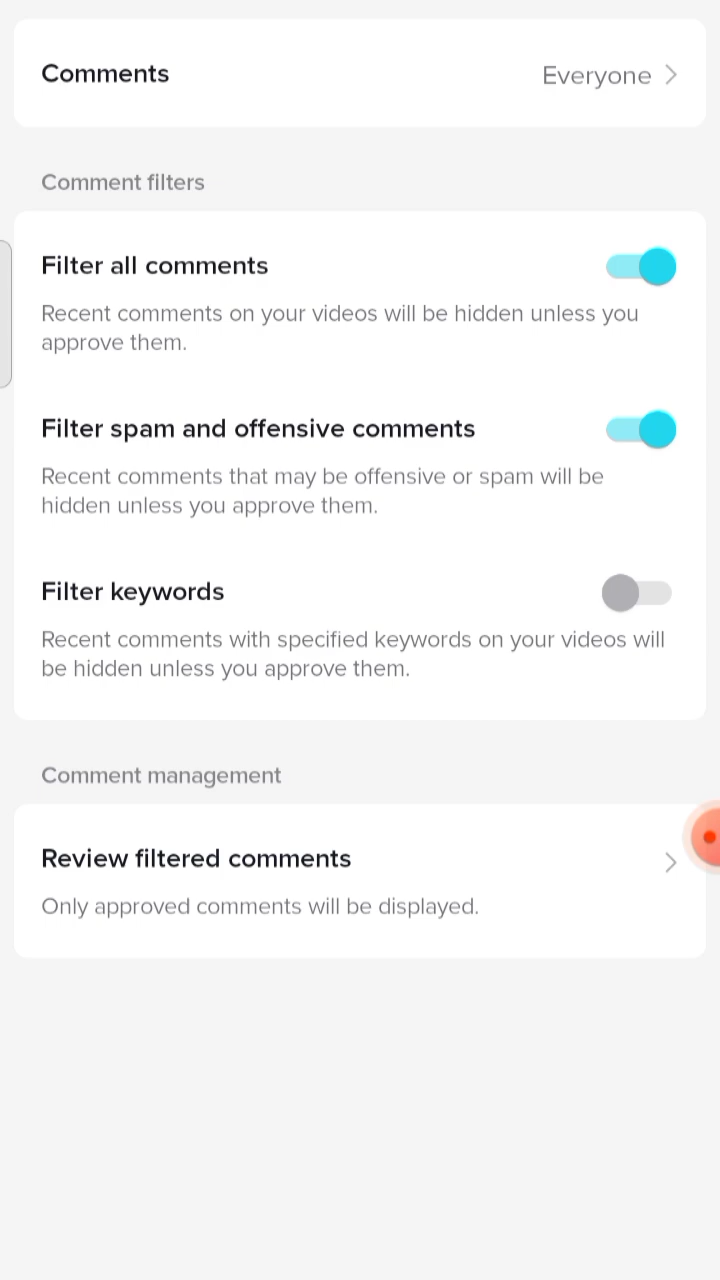 Comments
Everyone
Comment filters
Filter all comments
Recent comments on your videos will be hidden unless you
approve them.
Filter spam and offensive comments
Recent comments that may be offensive or spam will be
hidden unless you approve them.
Filter keywords
Recent comments with specified keywords on your videos will
be hidden unless you approve them.
Comment management
Review filtered comments
Only approved comments will be displayed.